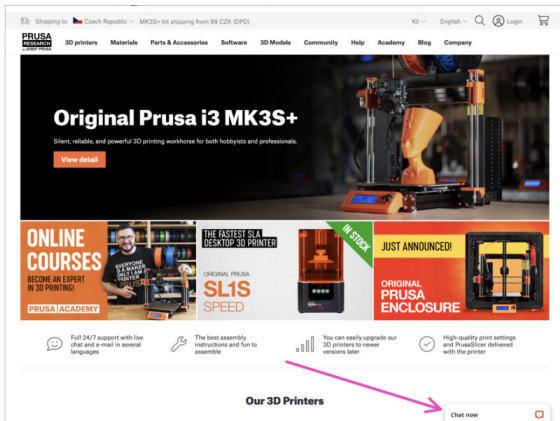 Shipping to Czech Republic MK3S+ kit shipping from 99 CZK (DPD)
Kč English Login
PRUSA
RESEARCH
by JOSEF PRUSA
3D printers Materials Parts & Accessories Software 3D Models Community Help Academy Blog Company
Original Prusa i3 MK3S+
Silent, reliable, and powerful 3D printing workhorse for both hobbyists and professionals.
View detail
ONLINE
COURSES
BECOME AN EXPERT
IN 3D PRINTING!
PRUSA ACADEMY
EVERYONE
IS A MAKER
THE FASTEST SLA
DESKTOP 3D PRINTER
IN STOCK
ORIGINAL PRUSA
SL1S
SPEED
JUST ANNOUNCED!
ORIGINAL
PRUSA
ENCLOSURE
Full 24/7 support with live
chat and e-mail in several
languages
The best assembly
instructions and fun to
assemble
You can easily upgrade our
3D printers to newer
versions later
High-quality print settings
and PrusaSlicer delivered
with the printer
Our 3D Printers
Chat now